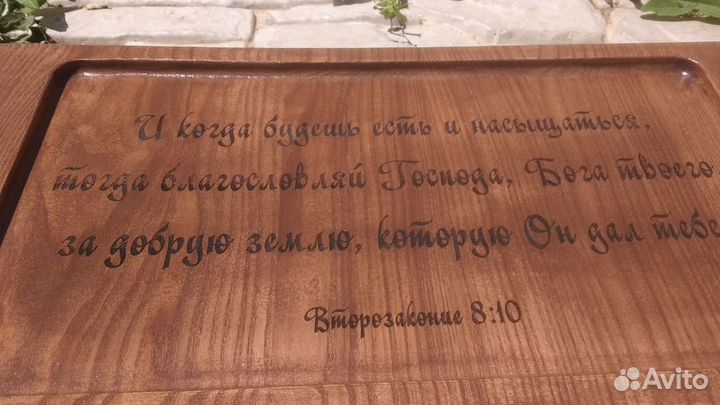 И когда будешь есть и насыщаться,
тогда благословляй Господа, Бога твоего
за добрую землю, которую Он дал тебе
Второзаконие 8:10
Avito